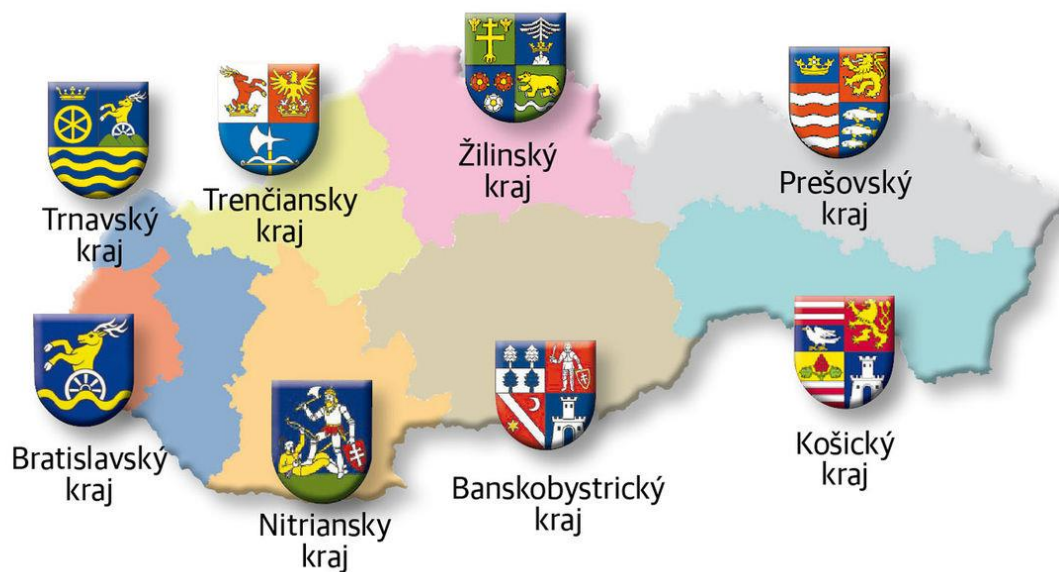 Trnavský
kraj
Trenčiansky
kraj
Žilinský
kraj
Prešovský
kraj
Bratislavský
kraj
Nitriansky
kraj
Banskobystrický
kraj
Košický
kraj